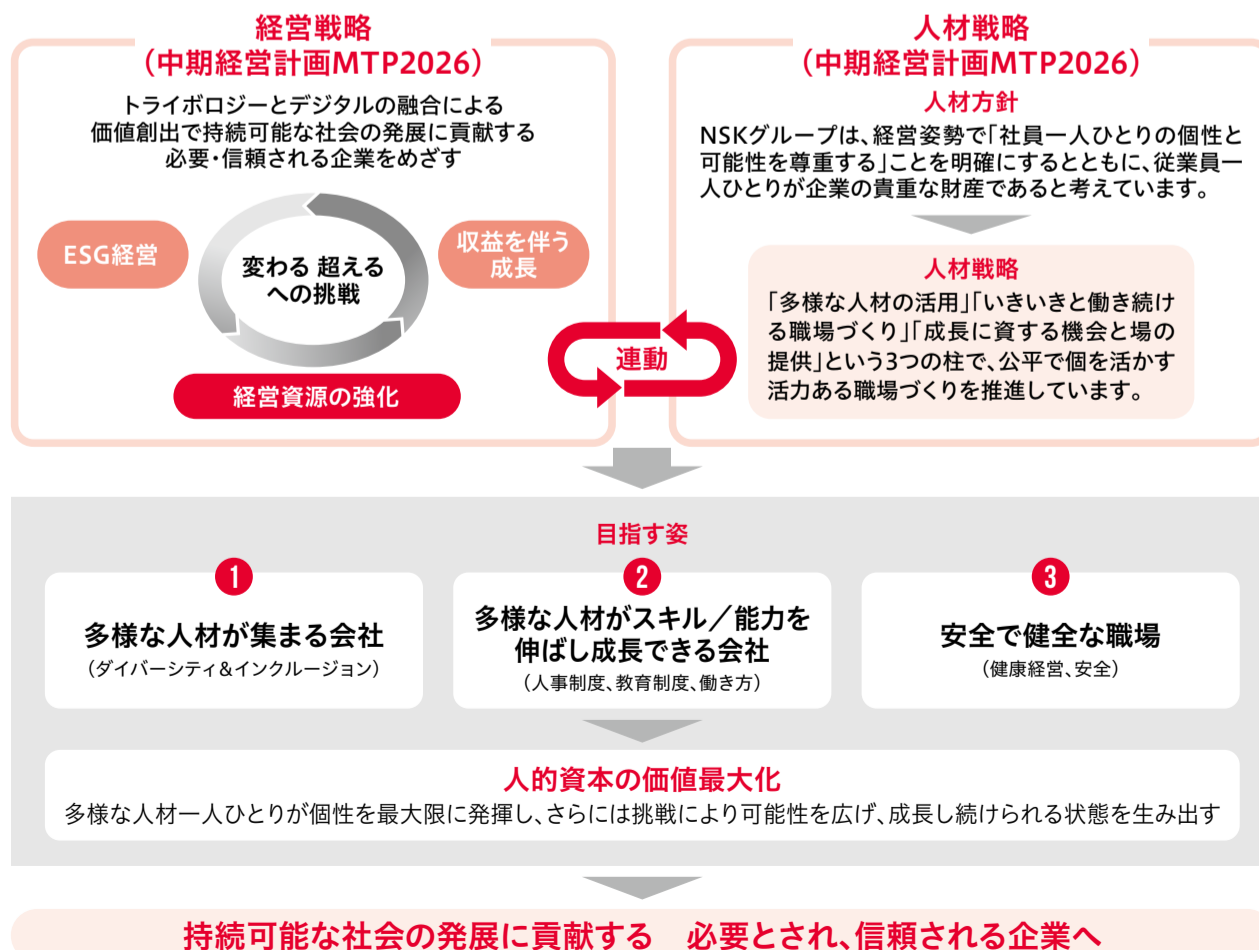 経営戦略
（中期経営計画MTP2026）
トライボロジーとデジタルの融合による
価値創出で持続可能な社会の発展に貢献する
必要・信頼される企業をめざす
ESG経営
変わる 超える
への挑戦
収益を伴う
成長
経営資源の強化
連動
人材戦略
（中期経営計画MTP2026）
人材方針
NSKグループは、経営姿勢で「社員一人ひとりの個性と
可能性を尊重する」ことを明確にするとともに、従業員一
人ひとりが企業の貴重な財産であると考えています。
人材戦略
「多様な人材の活用」「いきいきと働き続け
る職場づくり」「成長に資する機会と場の
提供」という3つの柱で、公平で個を活かす
活力ある職場づくりを推進しています。
目指す姿
1
多様な人材が集まる会社
（ダイバーシティ＆インクルージョン）
2
多様な人材がスキル／能力を
伸ばし成長できる会社
（人事制度、教育制度、働き方）
3
安全で健全な職場
（健康経営、安全）
人的資本の価値最大化
多様な人材一人ひとりが個性を最大限に発揮し、さらには挑戦により可能性を広げ、成長し続けられる状態を生み出す
持続可能な社会の発展に貢献する　必要とされ、信頼される企業へ